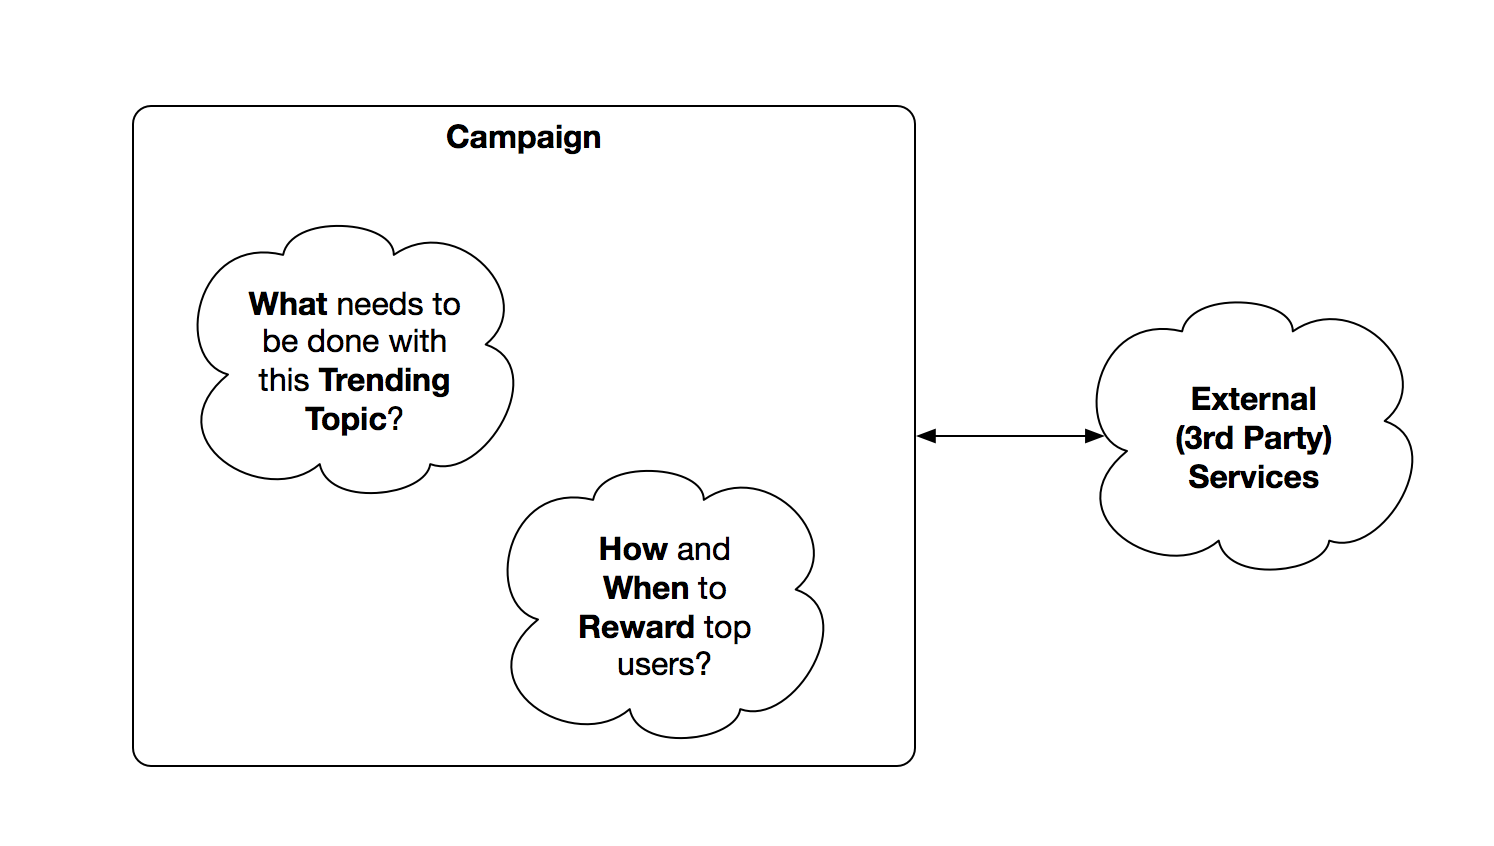 Campaign
What needs to
be done with
this Trending
Topic?
How and
When to
Reward top
users?
External
(3rd Party)
Services